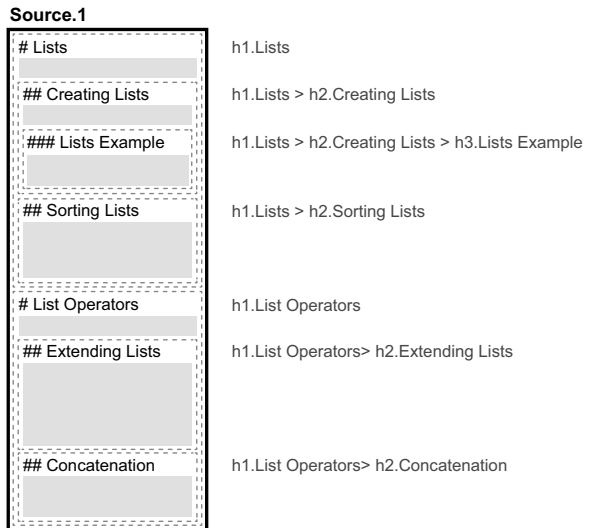 Source.1
# Lists h1.Lists
## Creating Lists h1.Lists > h2.Creating Lists
### Lists Example h1.Lists > h2.Creating Lists > h3.Lists Example
## Sorting Lists h1.Lists > h2.Sorting Lists
# List Operators h1.List Operators
## Extending Lists h1.List Operators> h2.Extending Lists
## Concatenation h1.List Operators> h2.Concatenation